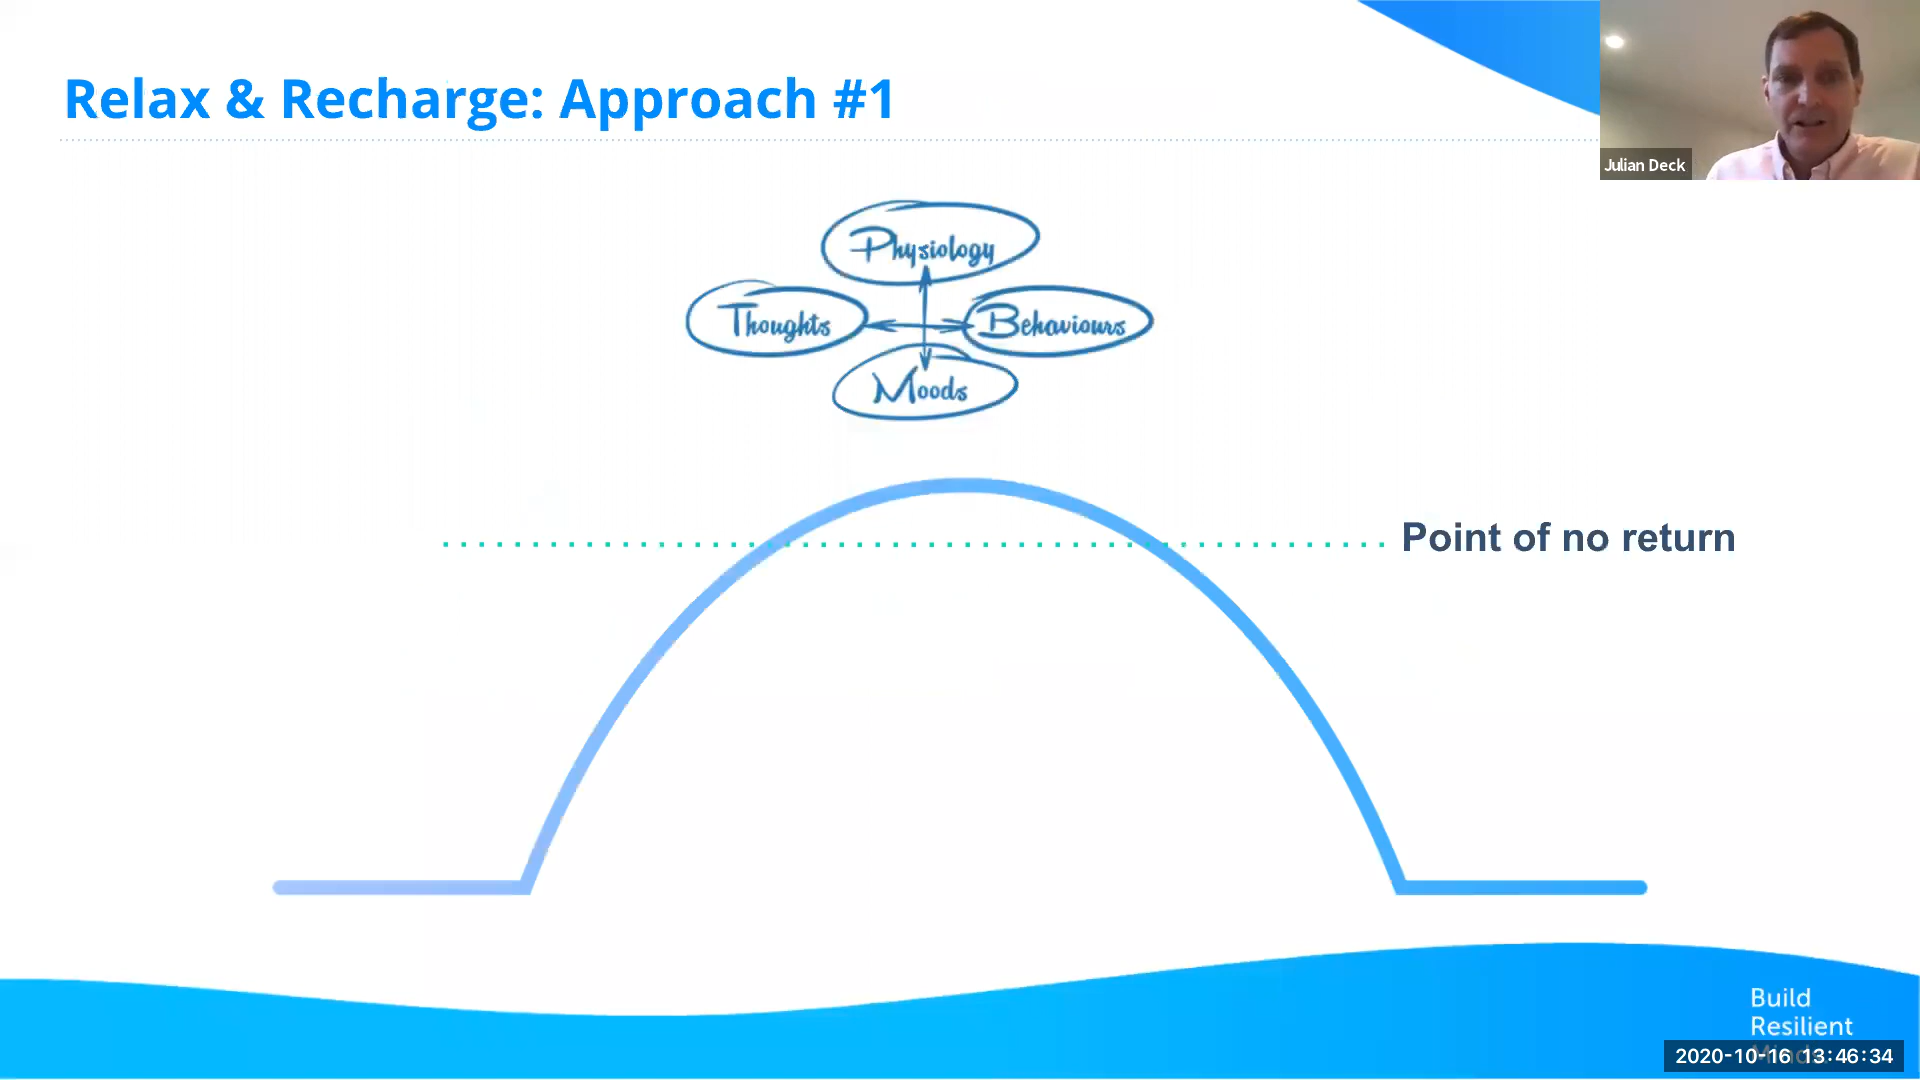 Relax & Recharge: Approach #1
Julian Deck
Physiology
Thoughts
Behaviours
Moods
Point of no return
Build
Resilient
2020-10-16 13:46:34